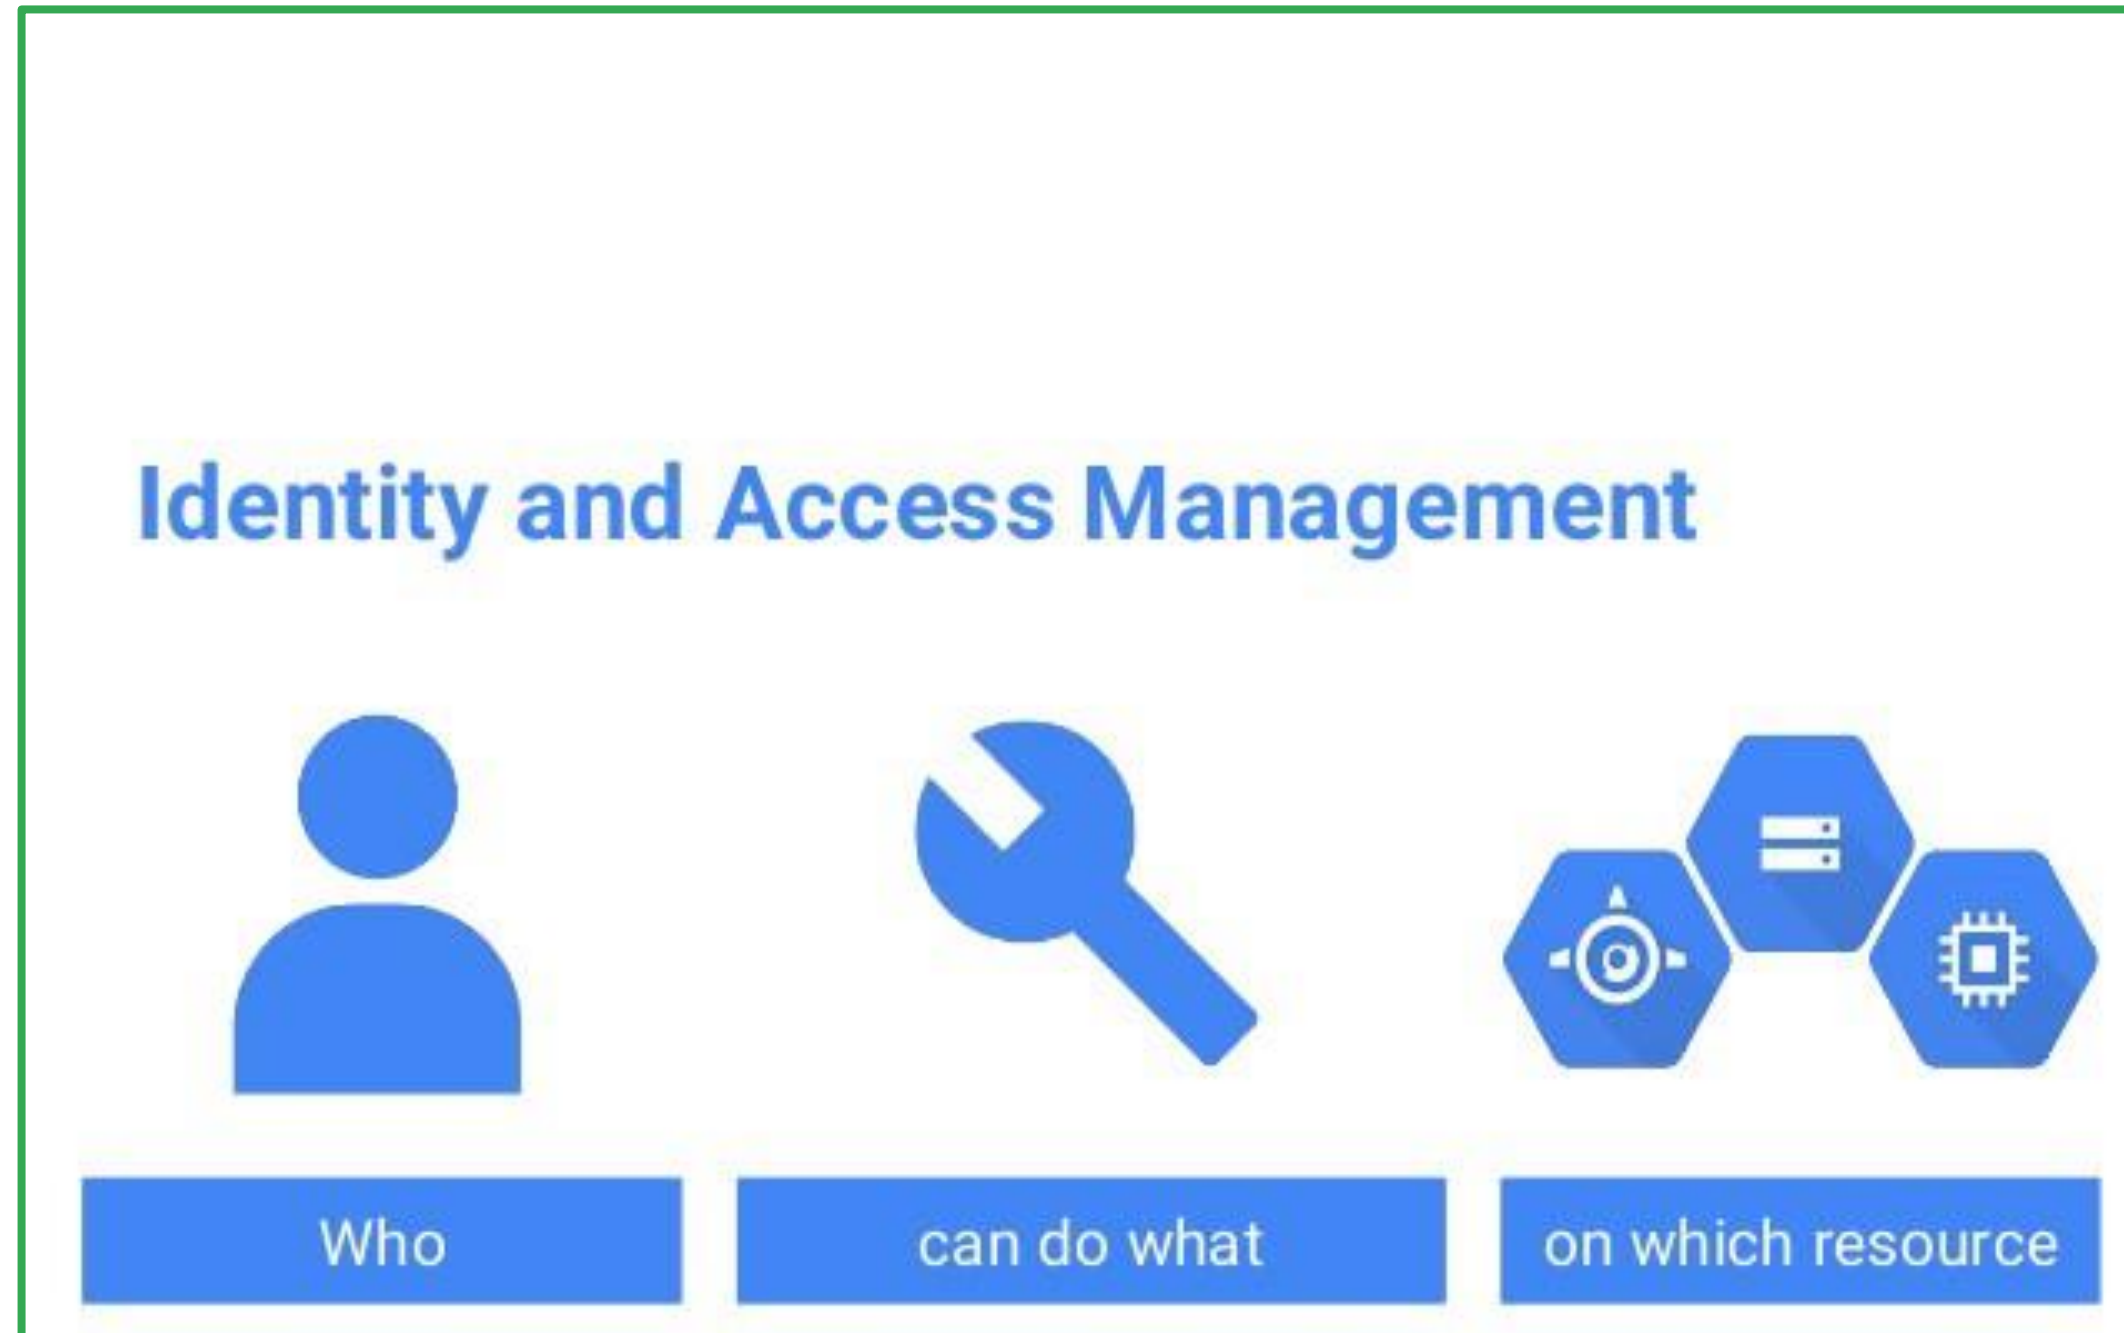 Identity and Access Management
Who
can do what
on which resource